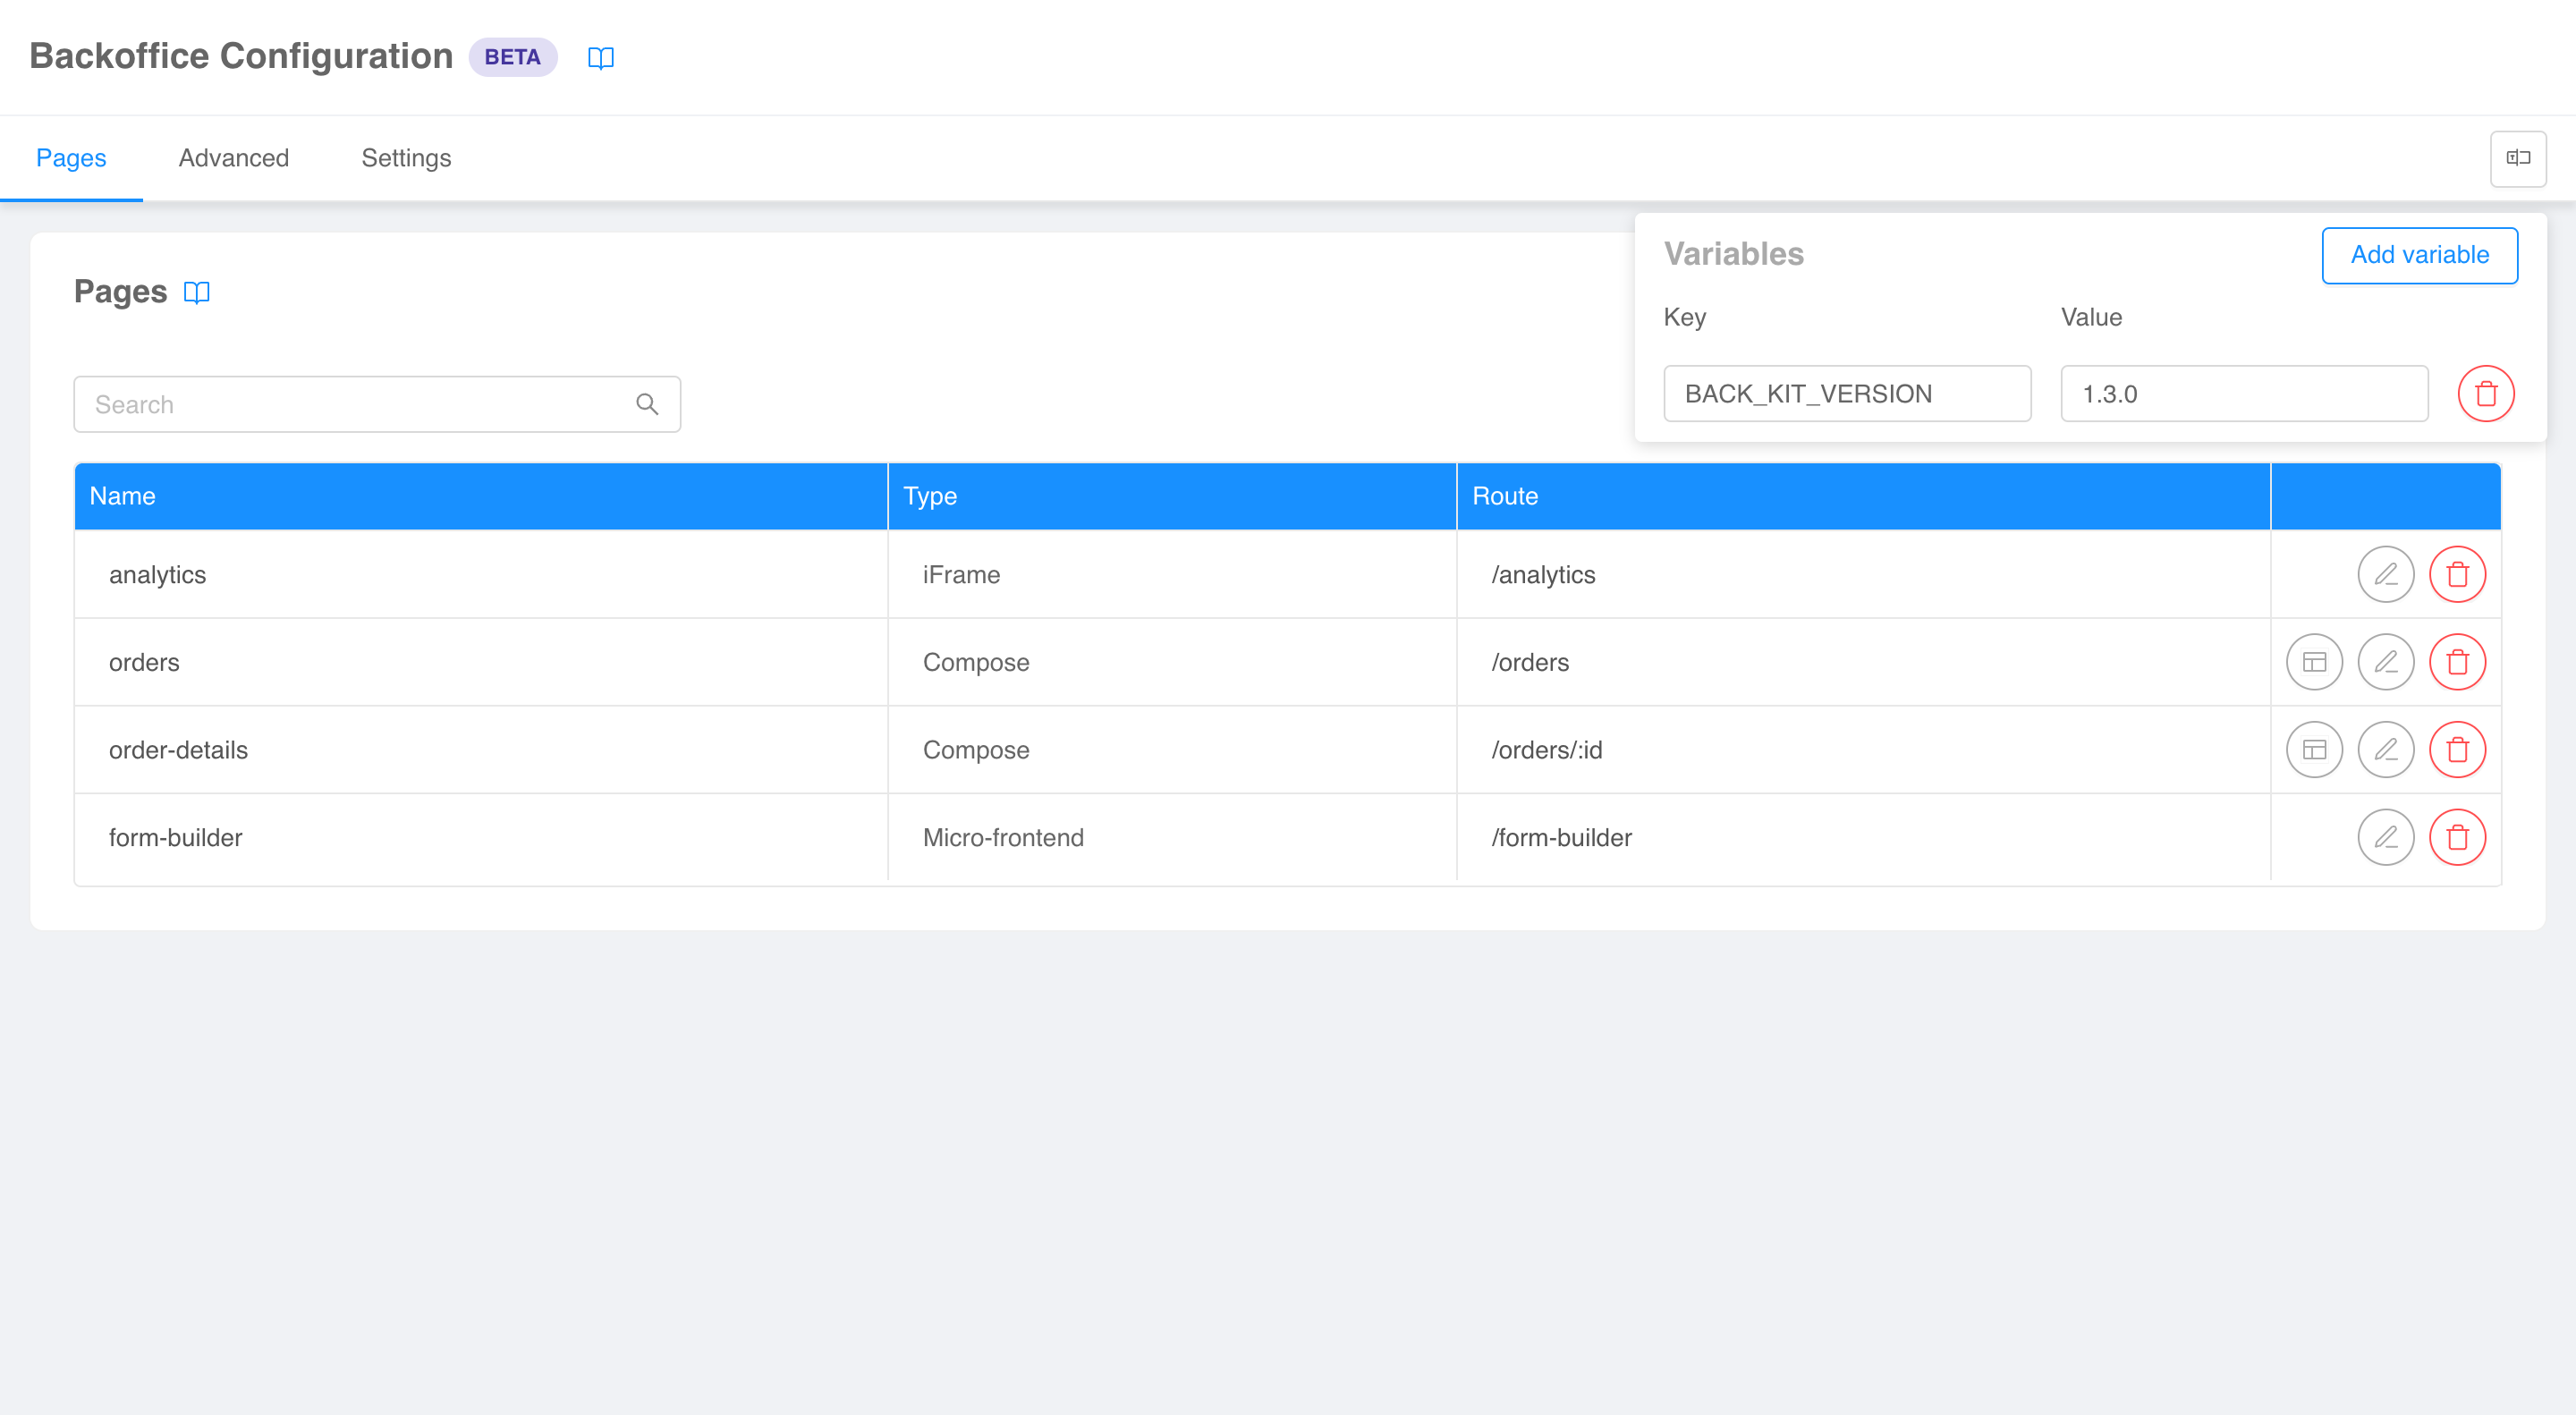 Backoffice Configuration BETA
Pages Advanced Settings
Variables Add variable
Key Value
BACK_KIT_VERSION 1.3.0
Pages
Search
Name Type Route
analytics iFrame /analytics
orders Compose /orders
order-details Compose /orders/:id
form-builder Micro-frontend /form-builder